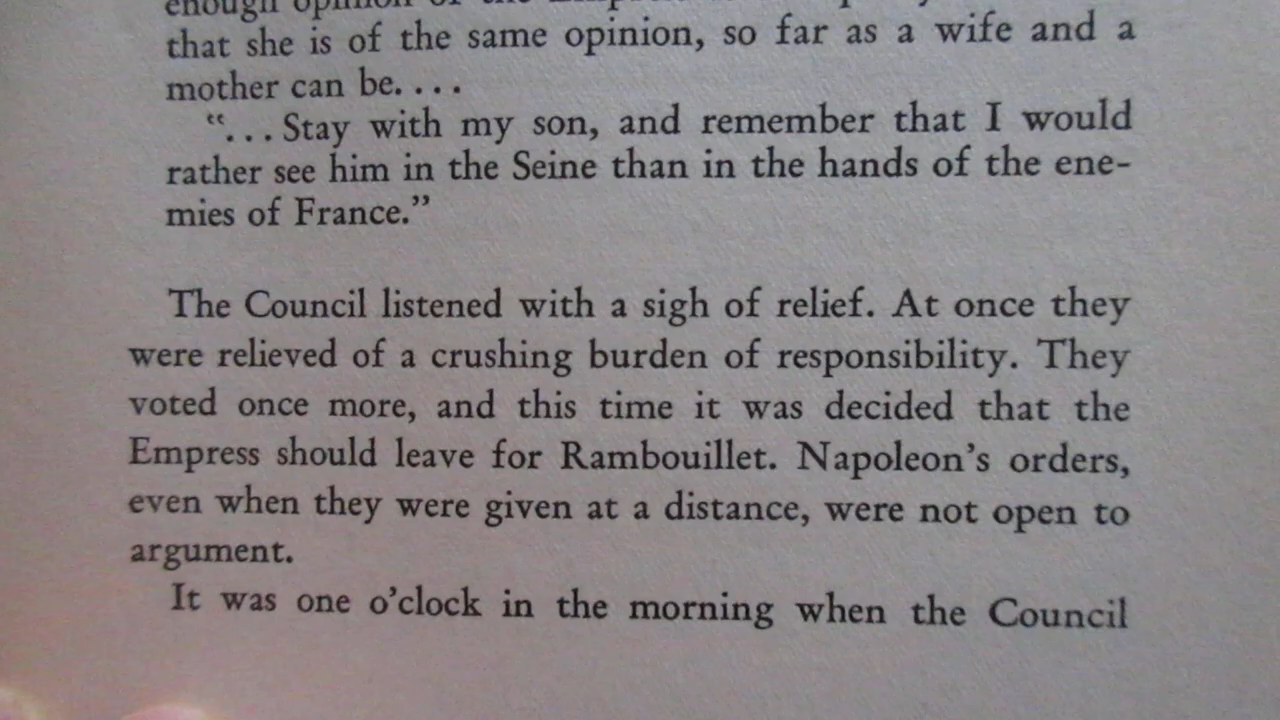 enough opinion of the
that she is of the same opinion, so far as a wife and a
mother can be. . . .
“. . . Stay with my son, and remember that I would
rather see him in the Seine than in the hands of the ene-
mies of France.”
The Council listened with a sigh of relief. At once they
were relieved of a crushing burden of responsibility. They
voted once more, and this time it was decided that the
Empress should leave for Rambouillet. Napoleon’s orders,
even when they were given at a distance, were not open to
argument.
It was one o’clock in the morning when the Council